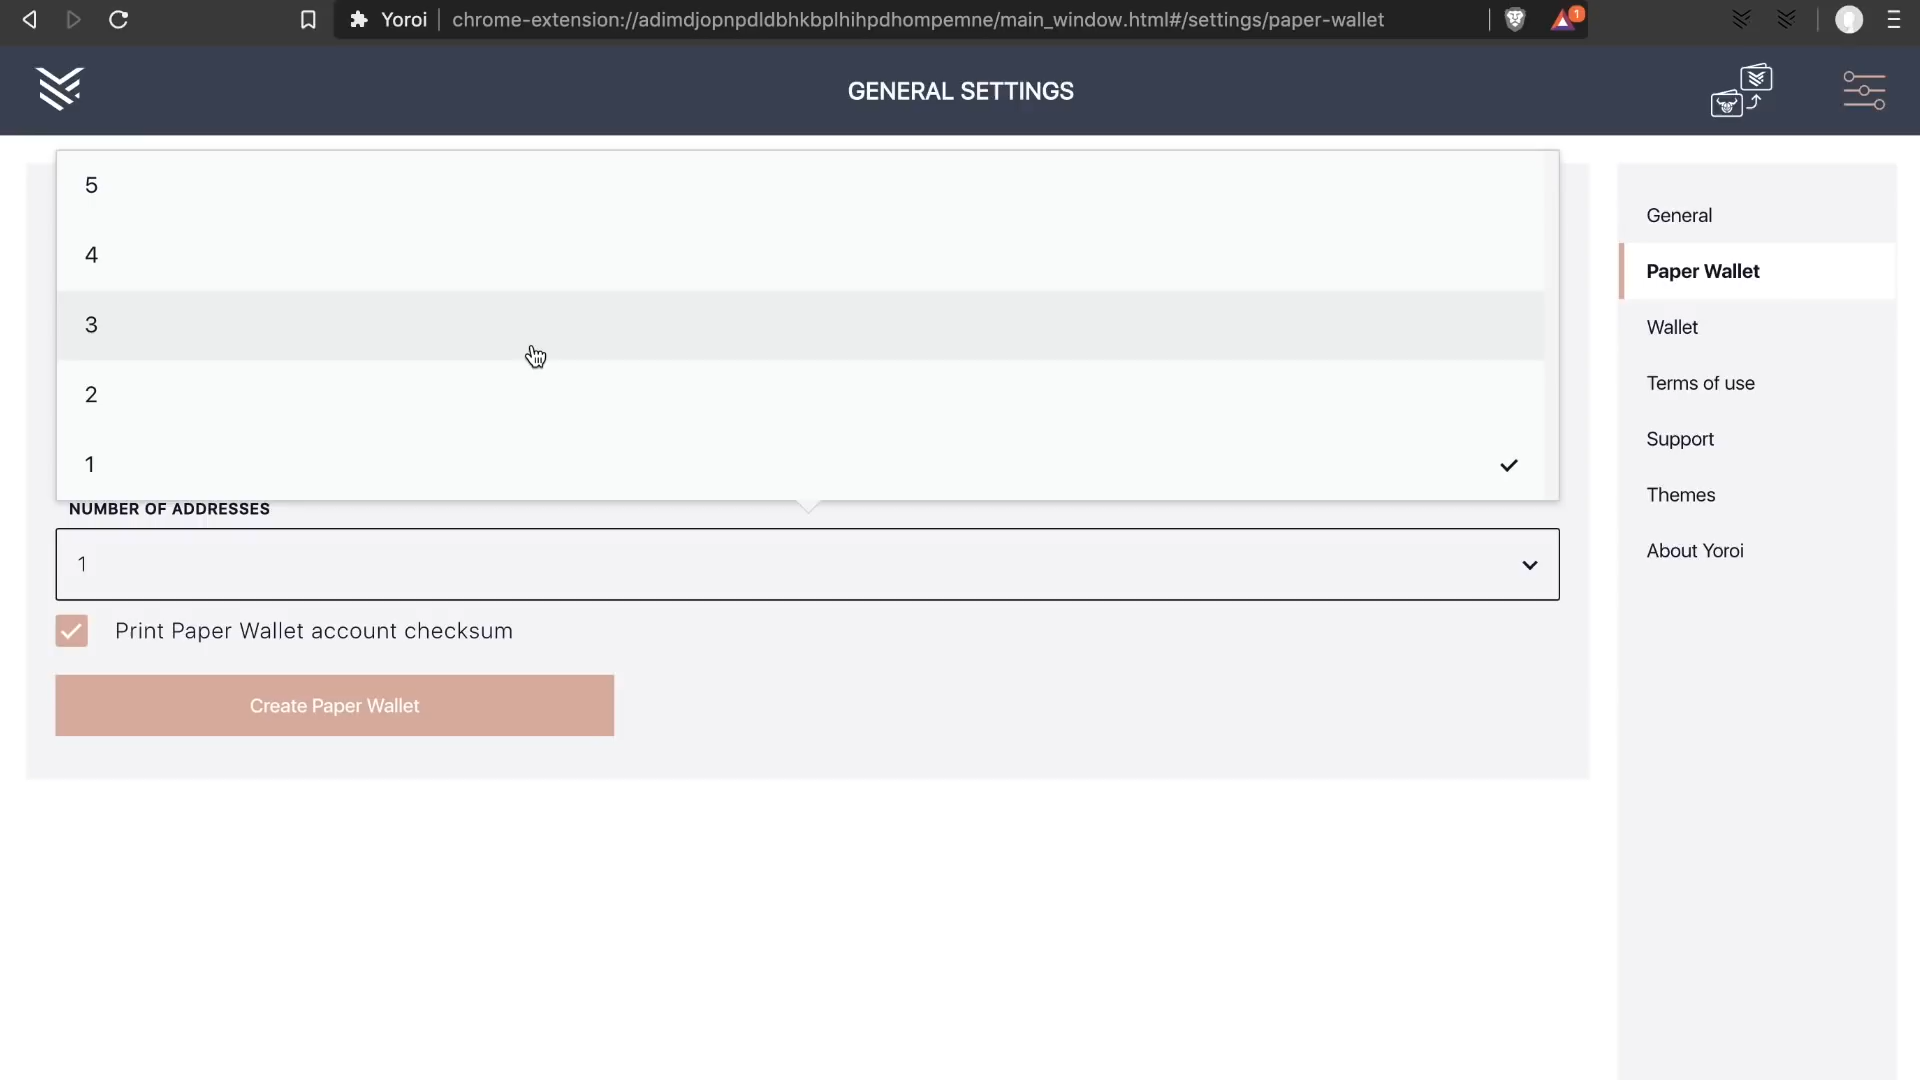 Yoroi
chrome-extension://adimdjopnpdldbhkbplhihpdhompemne/main_window.html#/settings/paper-wallet
1
GENERAL SETTINGS
5
4
3
2
1
NUMBER OF ADDRESSES
1
Print Paper Wallet account checksum
Create Paper Wallet
General
Paper Wallet
Wallet
Terms of use
Support
Themes
About Yoroi